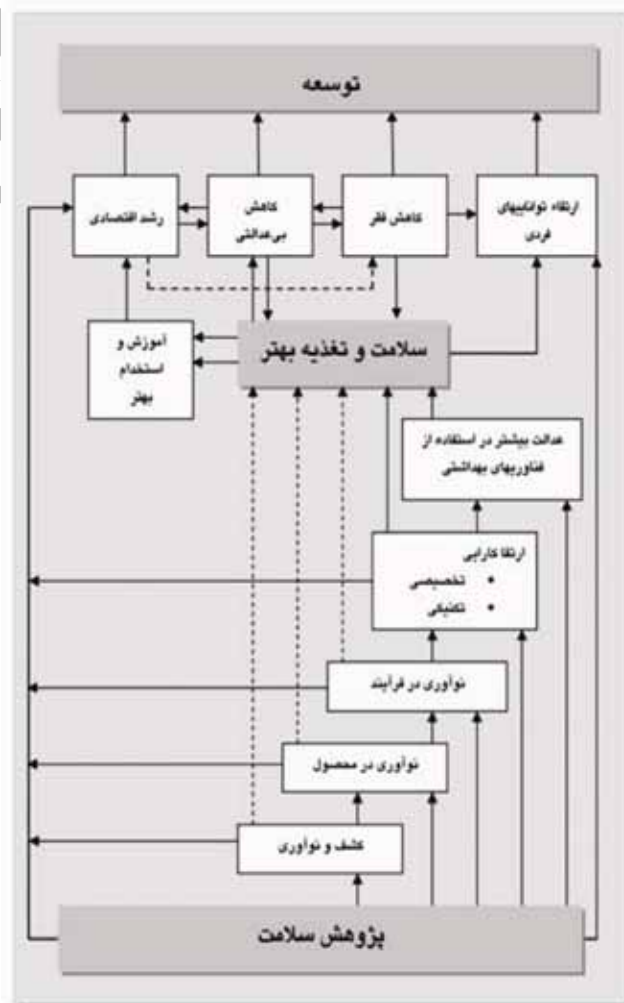 توسعه
ارتقاء تواناییهای
فردی
کاهش فقر
کاهش
بی‌عدالتی
رشد اقتصادی
سلامت و تغذیه بهتر
آموزش و
استخدام
بهتر
عدالت بیشتر در استفاده از
فناوریهای بهداشتی
ارتقا کارایی
• تخصیصی
• تکنیکی
نوآوری در فرآیند
نوآوری در محصول
کشف و نوآوری
پژوهش سلامت